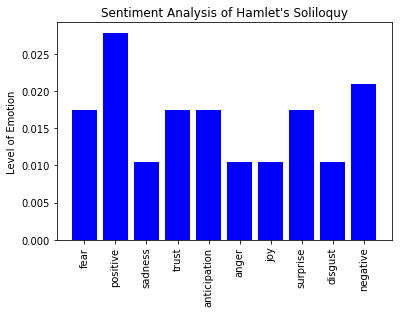 Sentiment Analysis of Hamlet's Soliloquy
Level of Emotion
0.025
0.020
0.015
0.010
0.005
0.000
fear
positive
sadness
trust
anticipation
anger
joy
surprise
disgust
negative